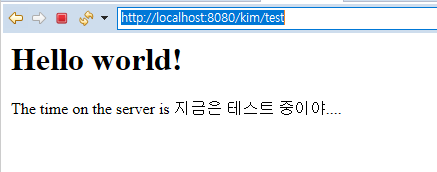 http://localhost:8080/kim/test
Hello world!
The time on the server is 지금은 테스트 중이야....